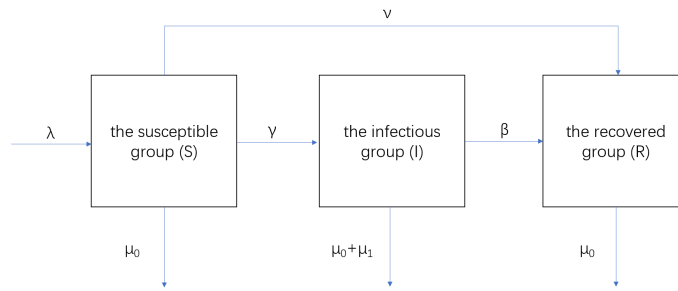 ν
λ
the susceptible
group (S)
γ
the infectious
group (I)
β
the recovered
group (R)
μ₀
μ₀+μ₁
μ₀